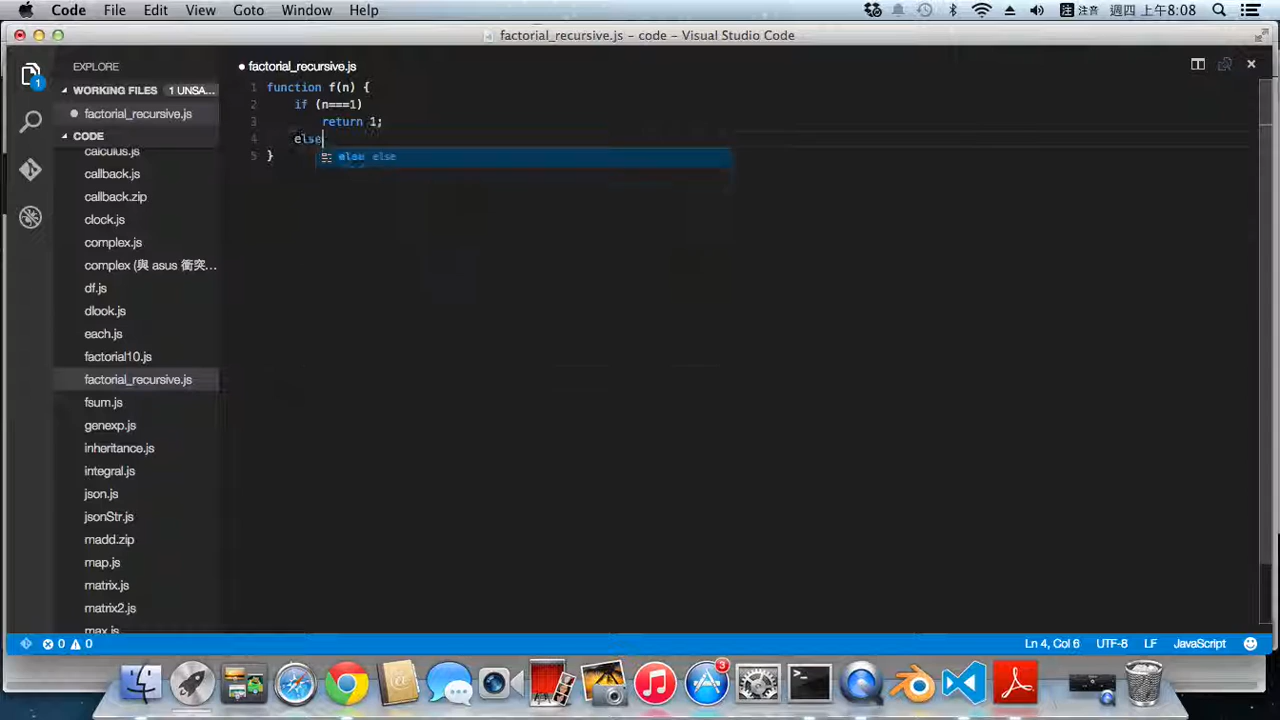 Code File Edit View Goto Window Help 注音 週四 上午8:08
factorial_recursive.js - code - Visual Studio Code
EXPLORE
WORKING FILES 1 UNSA...
factorial_recursive.js
CODE
calculus.js
callback.js
callback.zip
clock.js
complex.js
complex (與 asus 衝突...
df.js
dlook.js
each.js
factorial10.js
factorial_recursive.js
fsum.js
genexp.js
inheritance.js
integral.js
json.js
jsonStr.js
madd.zip
map.js
matrix.js
matrix2.js
max.js
1
factorial_recursive.js
1 function f(n) {
2 if (n===1)
3 return 1;
4 else
else
5 }
0 0 Ln 4, Col 6 UTF-8 LF JavaScript
3